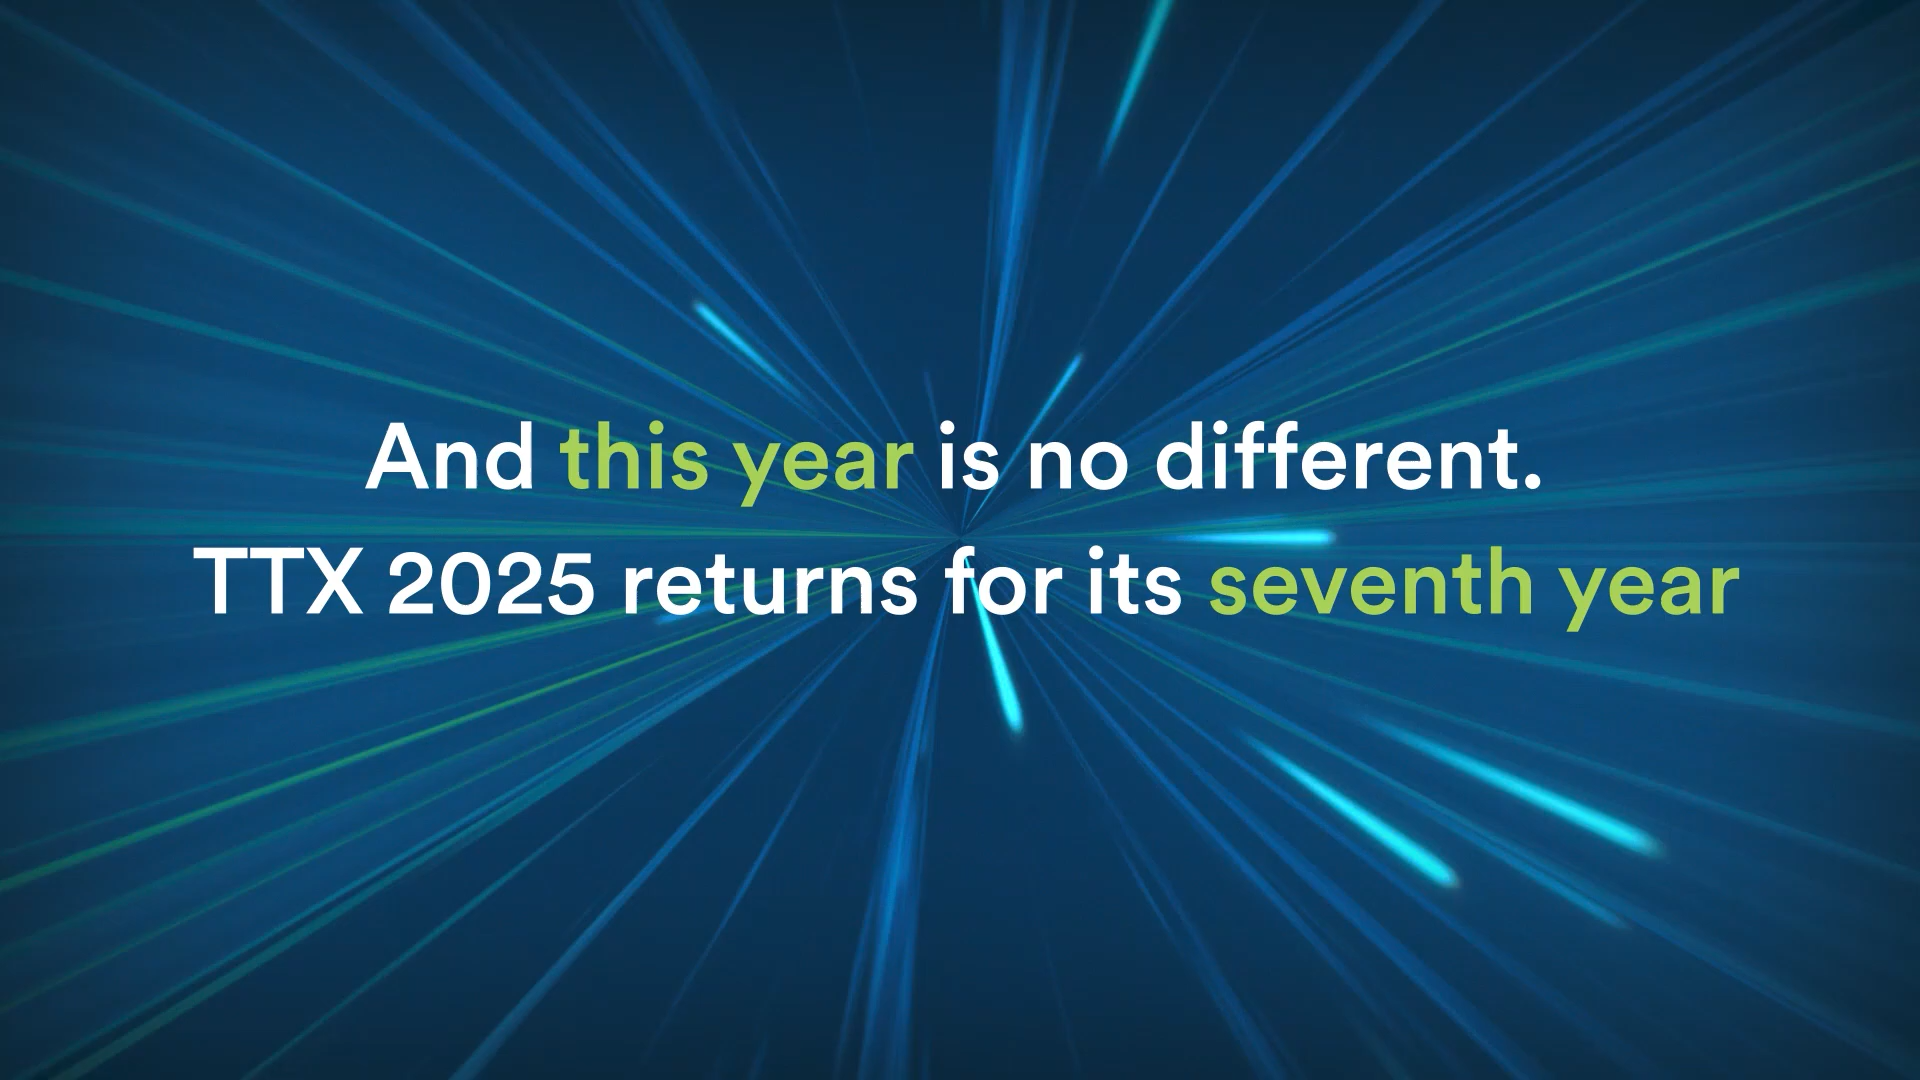 And this year is no different.
TTX 2025 returns for its seventh year